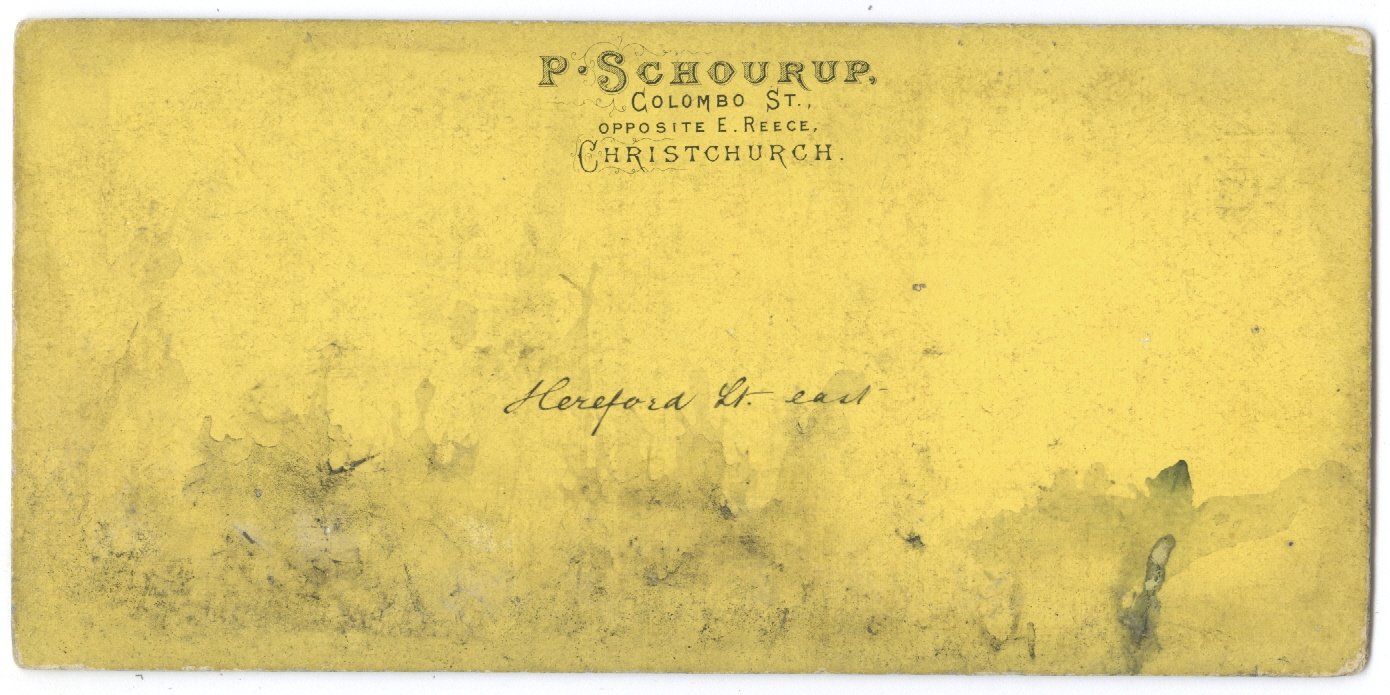 P. SCHOURUP,
COLOMBO ST.,
OPPOSITE E. REECE,
CHRISTCHURCH.
Hereford St. east